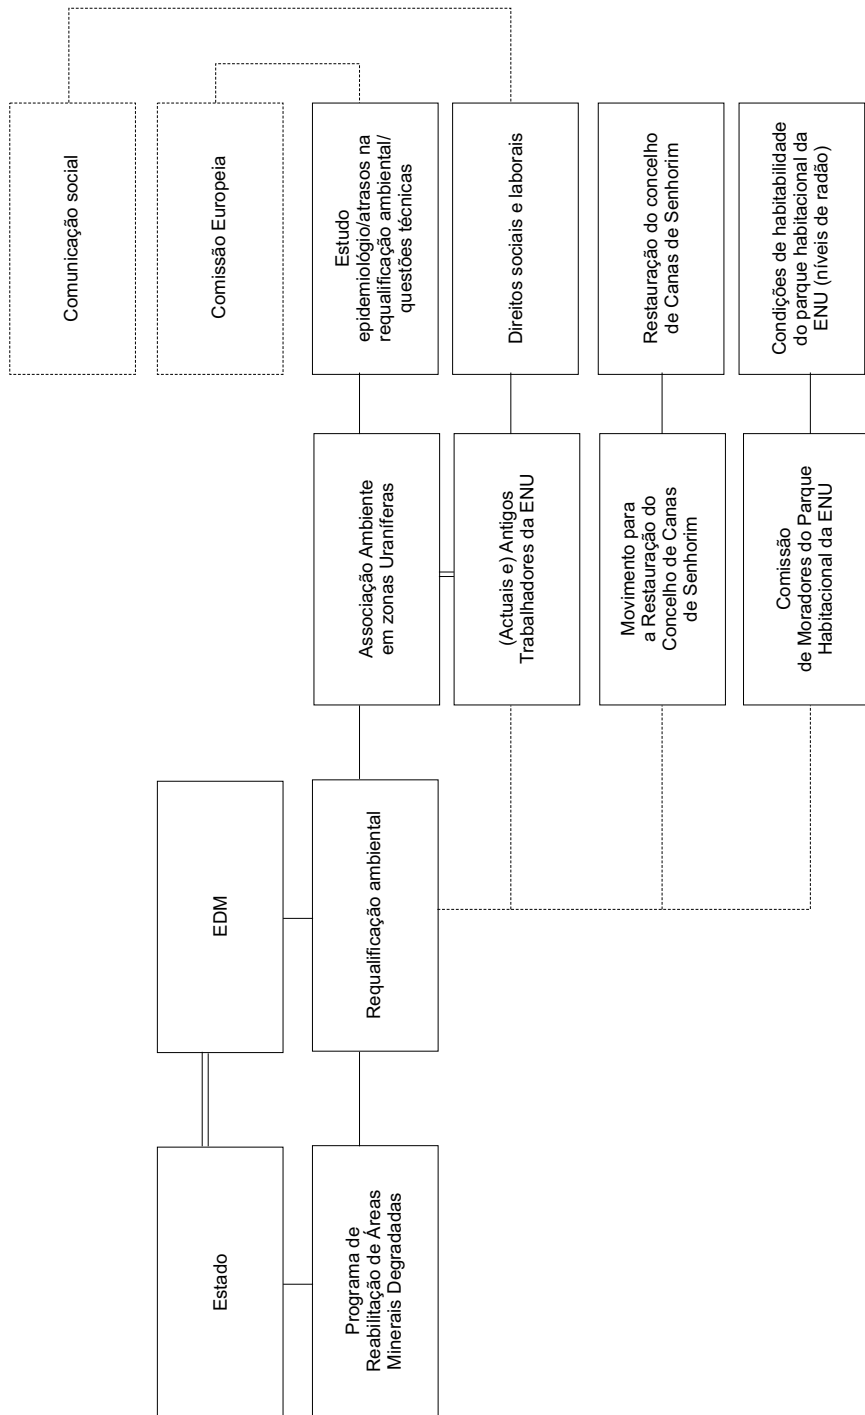 Comunicação social
Comissão Europeia
Estudo
epidemiológio/atrasos na
requalificação ambiental/
questões técnicas
Direitos sociais e laborais
Restauração do concelho
de Canas de Senhorim
Condições de habitabilidade
do parque habitacional da
ENU (níveis de radão)
Associação Ambiente
em zonas Uraníferas
(Actuais e) Antigos
Trabalhadores da ENU
Movimento para
a Restauração do
Concelho de Canas
de Senhorim
Comissão
de Moradores do Parque
Habitacional da ENU
EDM
Requalificação ambiental
Estado
Programa de
Reabilitação de Áreas
Minerais Degradadas